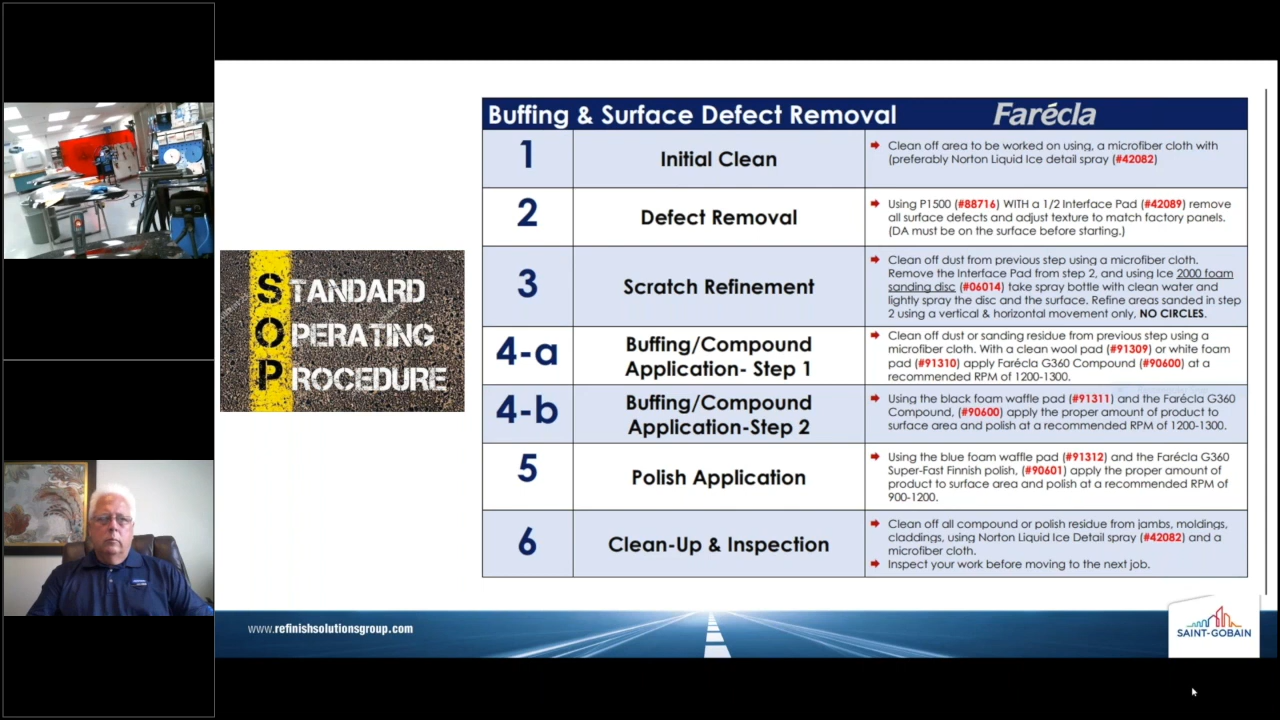 Buffing & Surface Defect Removal
Farécla
STANDARD
OPERATING
PROCEDURE
1
Initial Clean
Clean off area to be worked on using, a microfiber cloth with
(preferably Norton Liquid Ice detail spray (#42082)
2
Defect Removal
Using P1500 (#88716) WITH a 1/2 Interface Pad (#42089) remove
all surface defects and adjust texture to match factory panels.
(DA must be on the surface before starting.)
3
Scratch Refinement
Clean off dust from previous step using a microfiber cloth.
Remove the Interface Pad from step 2, and using Ice 2000 foam
sanding disc (#06014) take spray bottle with clean water and
lightly spray the disc and the surface. Refine areas sanded in step
2 using a vertical & horizontal movement only, NO CIRCLES.
4-a
Buffing/Compound
Application- Step 1
Clean off dust or sanding residue from previous step using a
microfiber cloth. With a clean wool pad (#91309) or white foam
pad (#91310) apply Farécla G360 Compound (#90600) at a
recommended RPM of 1200-1300.
4-b
Buffing/Compound
Application-Step 2
Using the black foam waffle pad (#91311) and the Farécla G360
Compound, (#90600) apply the proper amount of product to
surface area and polish at a recommended RPM of 1200-1300.
5
Polish Application
Using the blue foam waffle pad (#91312) and the Farécla G360
Super-Fast Finnish polish, (#90601) apply the proper amount of
product to surface area and polish at a recommended RPM of
900-1200.
6
Clean-Up & Inspection
Clean off all compound or polish residue from jambs, moldings,
claddings, using Norton Liquid Ice Detail spray (#42082) and a
microfiber cloth.
Inspect your work before moving to the next job.
www.refinishsolutionsgroup.com
SAINT-GOBAIN